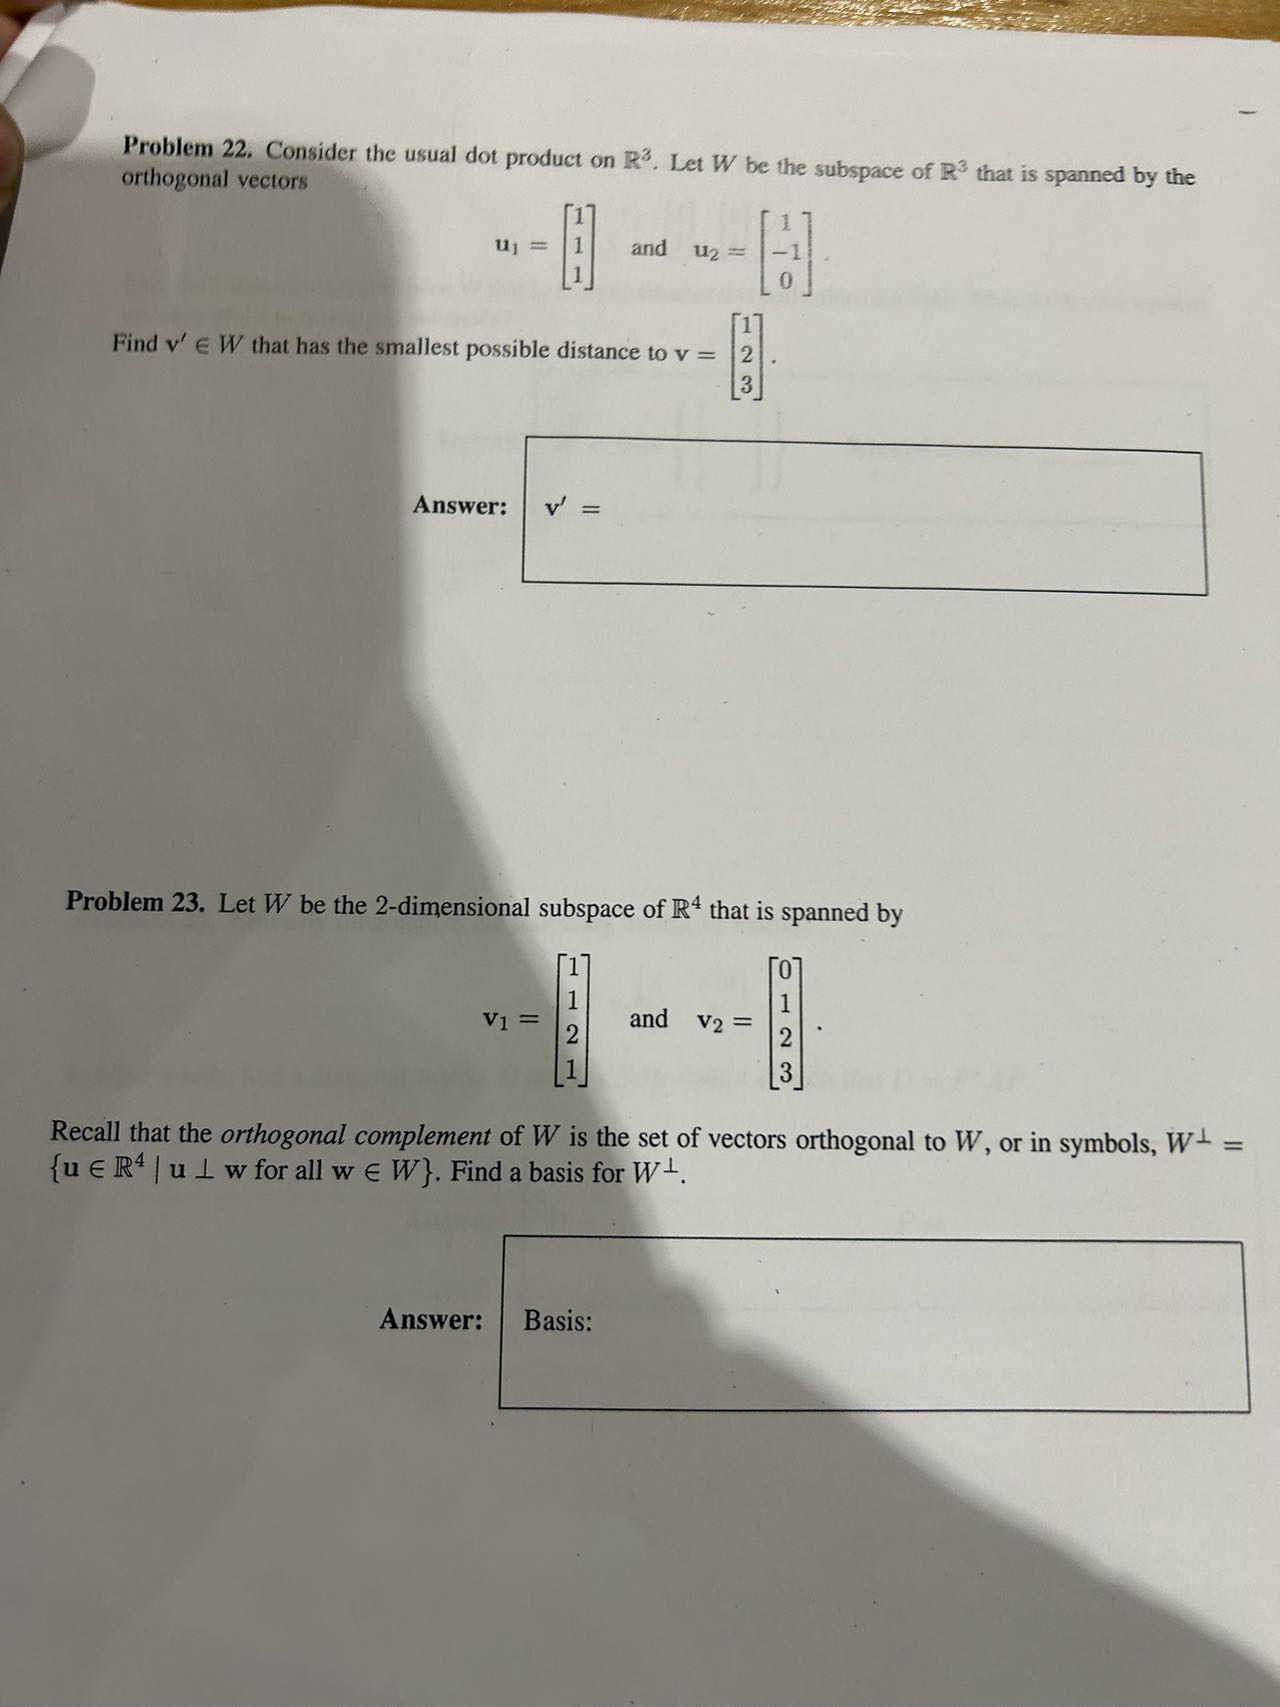 Problem 22. Consider the usual dot product on ℝ³. Let W be the subspace of ℝ³ that is spanned by the
orthogonal vectors
u₁ = [1 1 1] and u₂ = [1 −1 0].
Find v′ ∈ W that has the smallest possible distance to v = [1 2 3].
Answer: v′ =
Problem 23. Let W be the 2-dimensional subspace of ℝ⁴ that is spanned by
v₁ = [1 1 2 1] and v₂ = [0 1 2 3].
Recall that the orthogonal complement of W is the set of vectors orthogonal to W, or in symbols, W⊥ =
{u ∈ ℝ⁴ | u ⊥ w for all w ∈ W}. Find a basis for W⊥.
Answer: Basis: